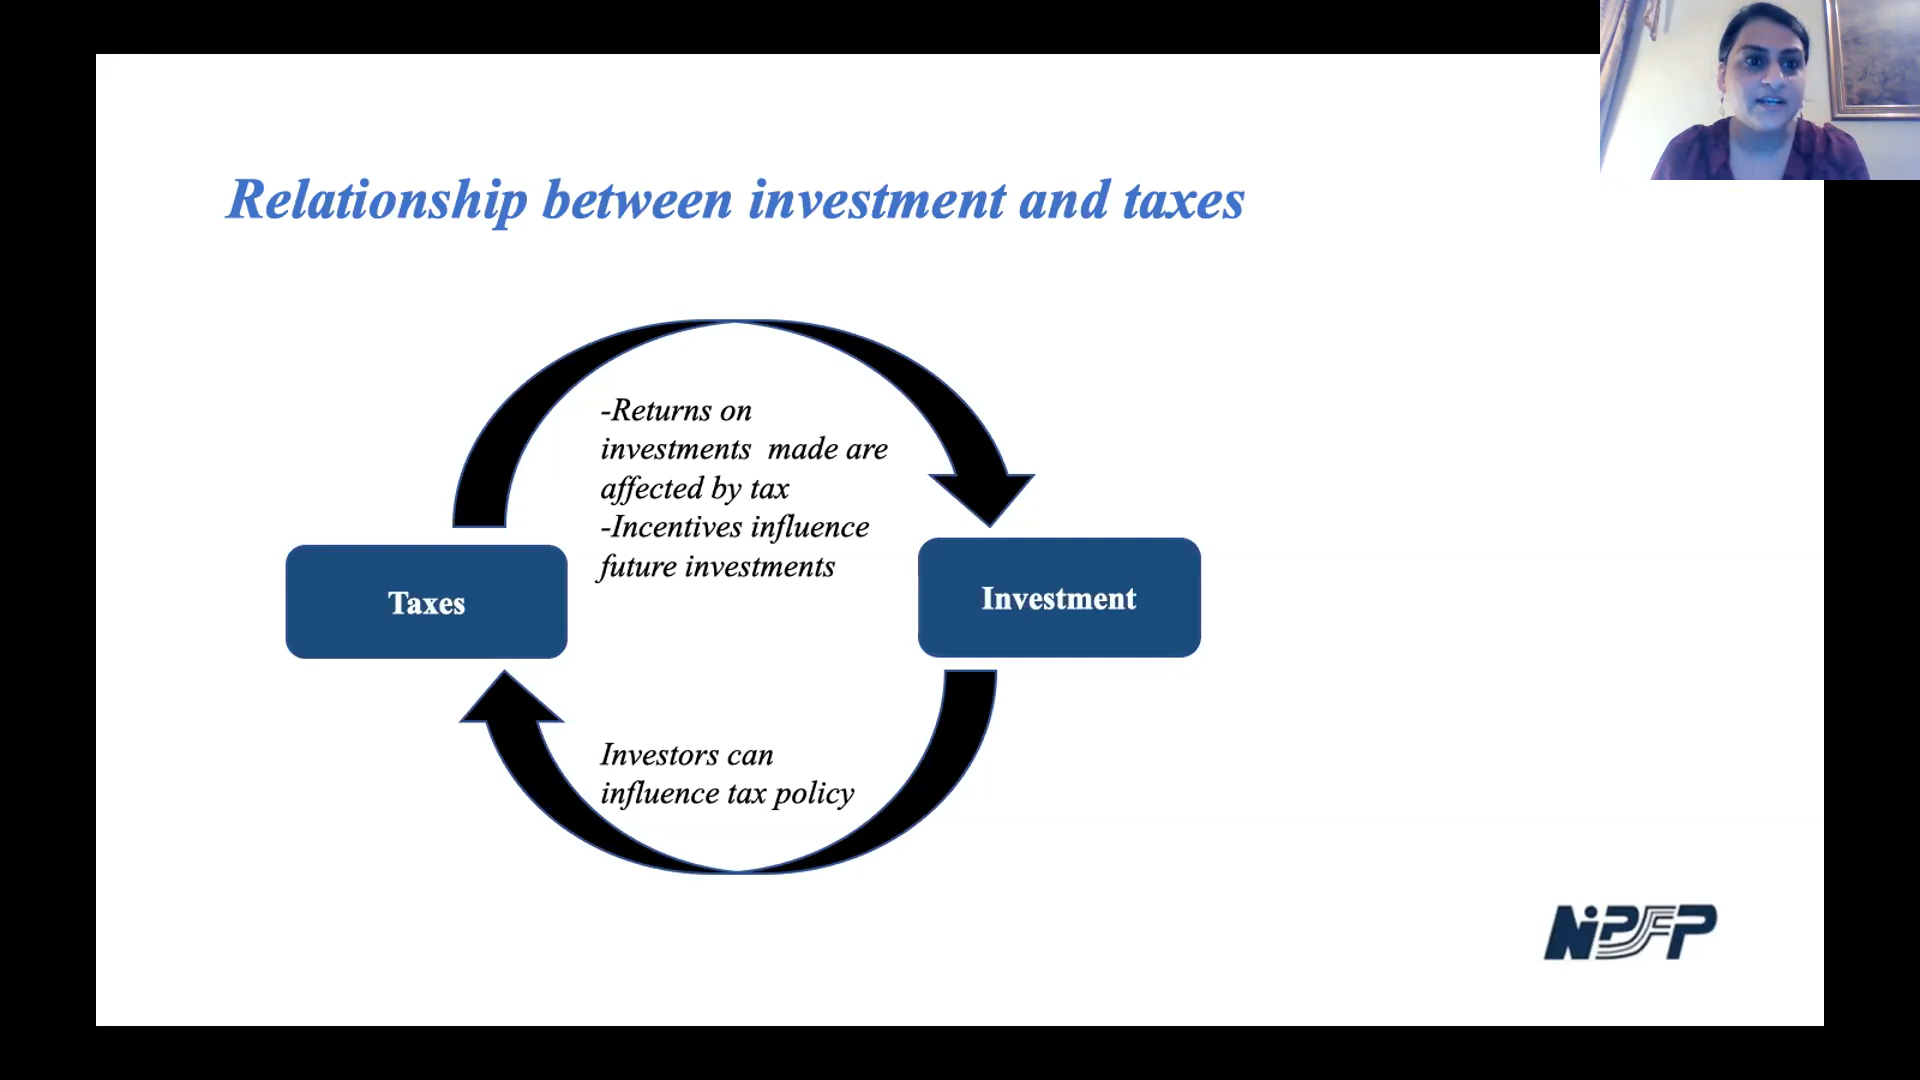 Relationship between investment and taxes
-Returns on
investments made are
affected by tax
-Incentives influence
future investments
Taxes
Investment
Investors can
influence tax policy
NIPFP